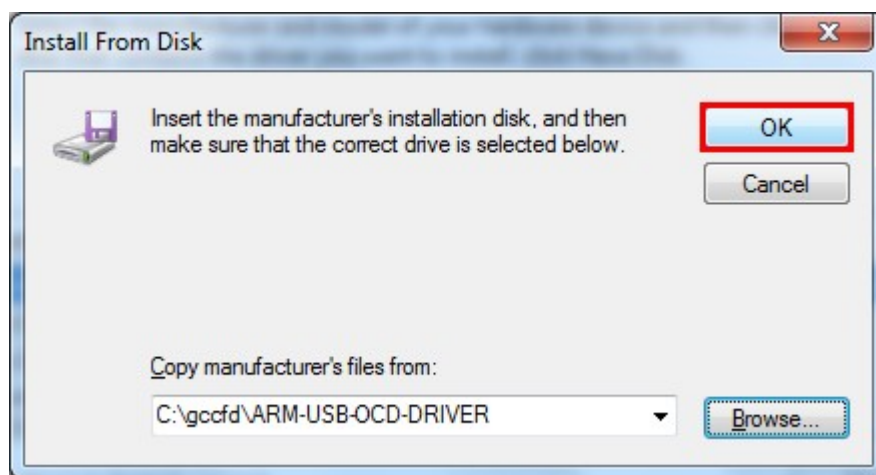 Install From Disk
Insert the manufacturer's installation disk, and then
make sure that the correct drive is selected below.
OK
Cancel
Copy manufacturer's files from:
C:\gccfd\ARM-USB-OCD-DRIVER
Browse...